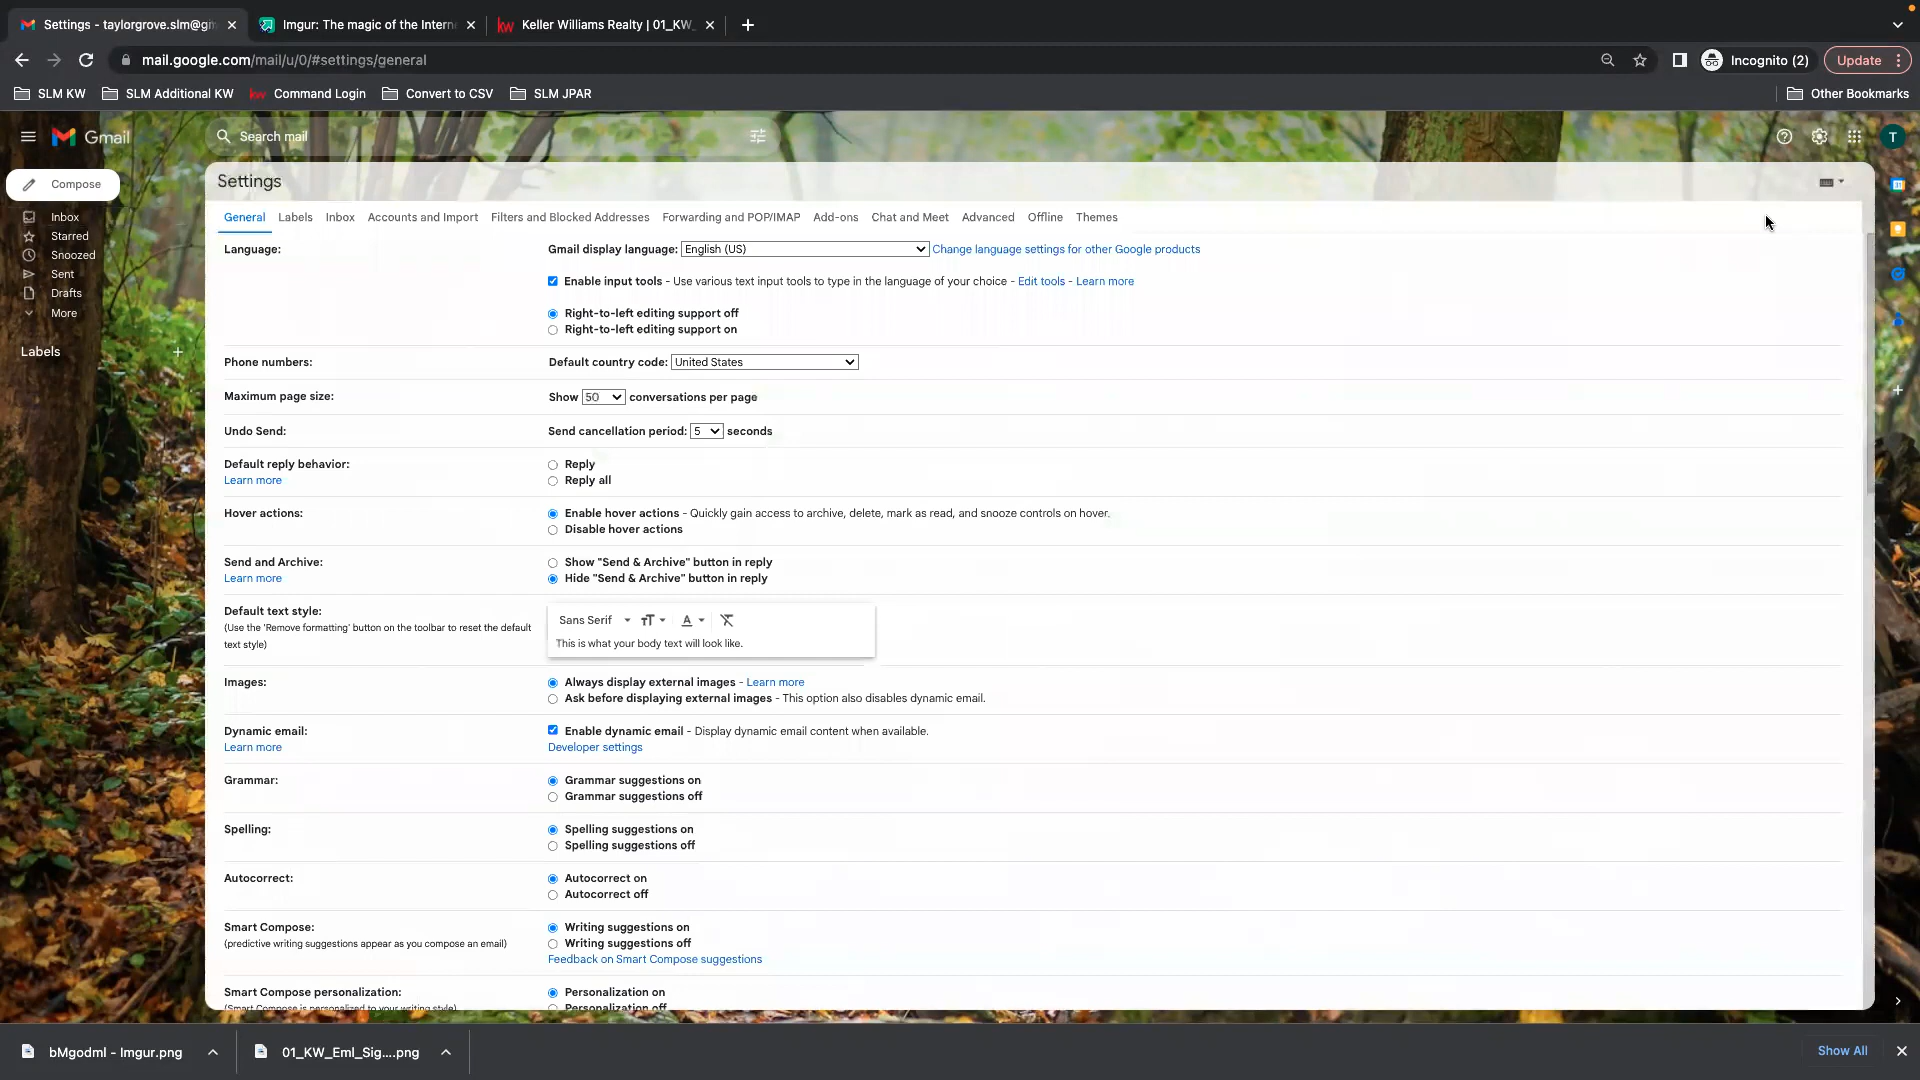 Settings - taylorgrove.slm@gm
Imgur: The magic of the Intern
kw Keller Williams Realty | 01_KW_
mail.google.com/mail/u/0/#settings/general
Incognito (2)
Update
SLM KW
SLM Additional KW
kw Command Login
Convert to CSV
SLM JPAR
Other Bookmarks
Gmail
Search mail
T
Compose
Inbox
Starred
Snoozed
Sent
Drafts
More
Labels
Settings
General Labels Inbox Accounts and Import Filters and Blocked Addresses Forwarding and POP/IMAP Add-ons Chat and Meet Advanced Offline Themes
Language:
Gmail display language: English (US) Change language settings for other Google products
Enable input tools - Use various text input tools to type in the language of your choice - Edit tools - Learn more
Right-to-left editing support off
Right-to-left editing support on
Phone numbers:
Default country code: United States
Maximum page size:
Show 50 conversations per page
Undo Send:
Send cancellation period: 5 seconds
Default reply behavior:
Learn more
Reply
Reply all
Hover actions:
Enable hover actions - Quickly gain access to archive, delete, mark as read, and snooze controls on hover.
Disable hover actions
Send and Archive:
Learn more
Show "Send & Archive" button in reply
Hide "Send & Archive" button in reply
Default text style:
(Use the 'Remove formatting' button on the toolbar to reset the default
text style)
Sans Serif
This is what your body text will look like.
Images:
Always display external images - Learn more
Ask before displaying external images - This option also disables dynamic email.
Dynamic email:
Learn more
Enable dynamic email - Display dynamic email content when available.
Developer settings
Grammar:
Grammar suggestions on
Grammar suggestions off
Spelling:
Spelling suggestions on
Spelling suggestions off
Autocorrect:
Autocorrect on
Autocorrect off
Smart Compose:
(predictive writing suggestions appear as you compose an email)
Writing suggestions on
Writing suggestions off
Feedback on Smart Compose suggestions
Smart Compose personalization:
(Smart Compose is personalized to your writing style)
Personalization on
Personalization off
bMgodml - Imgur.png
01_KW_Eml_Sig....png
Show All